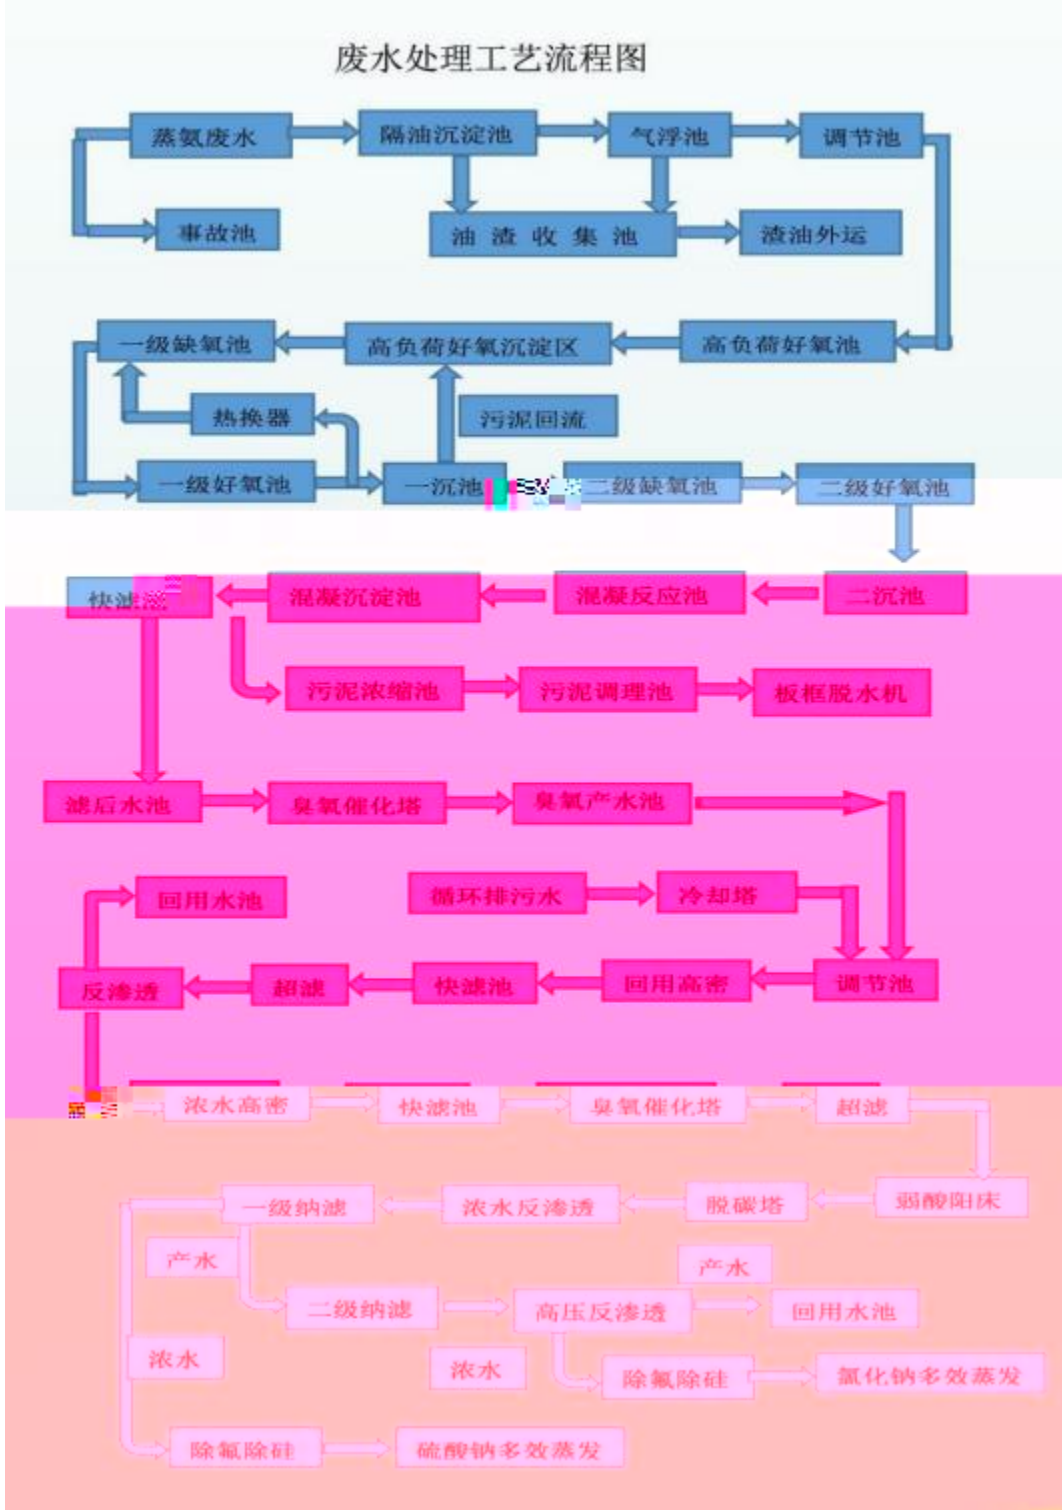 废水处理工艺流程图
蒸氨废水 隔油沉淀池 气浮池 调节池
事故池 油渣收集池 渣油外运
一级缺氧池 高负荷好氧沉淀区 高负荷好氧池
热换器 污泥回流
一级好氧池 一沉池 二级缺氧池 二级好氧池
快滤池 混凝沉淀池 混凝反应池 二沉池
污泥浓缩池 污泥调理池 板框脱水机
滤后水池 臭氧催化塔 臭氧产水池
回用水池 循环排污水 冷却塔
反渗透 超滤 快滤池 回用高密 调节池
浓水高密 快滤池 臭氧催化塔 超滤
一级纳滤 浓水反渗透 脱碳塔 弱酸阳床
产水 产水
二级纳滤 高压反渗透 回用水池
浓水 浓水 除氟除硅 氯化钠多效蒸发
除氟除硅 硫酸钠多效蒸发